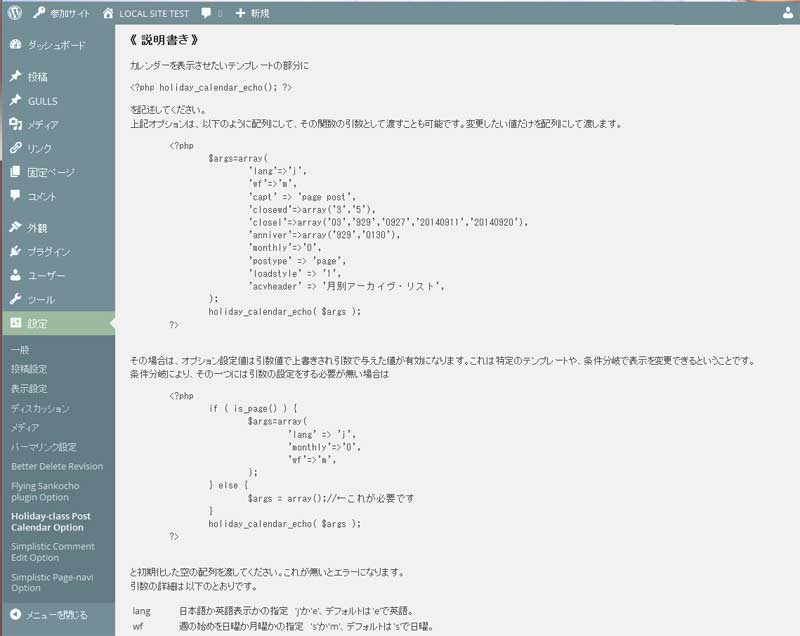 参加サイト LOCAL SITE TEST 0 新規
ダッシュボード
投稿
GULLS
メディア
リンク
固定ページ
コメント
外観
プラグイン
ユーザー
ツール
設定
一般
投稿設定
表示設定
ディスカッション
メディア
パーマリンク設定
Better Delete Revision
Flying Sankocho
plugin Option
Holiday-class Post
Calendar Option
Simplistic Comment
Edit Option
Simplistic Page-navi
Option
メニューを閉じる
《 説明書き 》
カレンダーを表示させたいテンプレートの部分に
<?php holiday_calendar_echo(); ?>
を記述してください。
上記オプションは、以下のように配列にして、その関数の引数として渡すことも可能です。変更したい値だけを配列にして渡します。
<?php
$args=array(
'lang'=>'j',
'wf'=>'m',
'capt' => 'page post',
'closewd'=>array('3','5'),
'closel'=>array('03','929','0927','20140911','20140920'),
'anniver'=>array('929','0130'),
'monthly'=>'0',
'postype' => 'page',
'loadstyle' => '1',
'acvheader' => '月別アーカイヴ・リスト',
);
holiday_calendar_echo( $args );
?>
その場合は、オプション設定値は引数値で上書きされ引数で与えた値が有効になります。これは特定のテンプレートや、条件分岐で表示を変更できるということです。
条件分岐により、その一つには引数の設定をする必要が無い場合は
<?php
if ( is_page() ) {
$args=array(
'lang' => 'j',
'monthly'=>'0',
'wf'=>'m',
);
} else {
$args = array();//←これが必要です
}
holiday_calendar_echo( $args );
?>
と初期化した空の配列を渡してください。これが無いとエラーになります。
引数の詳細は以下のとおりです。
lang 日本語か英語表示かの指定 'j'か'e'、デフォルトは'e'で英語。
wf 週の始めを日曜か月曜かの指定 's'か'm'、デフォルトは's'で日曜。